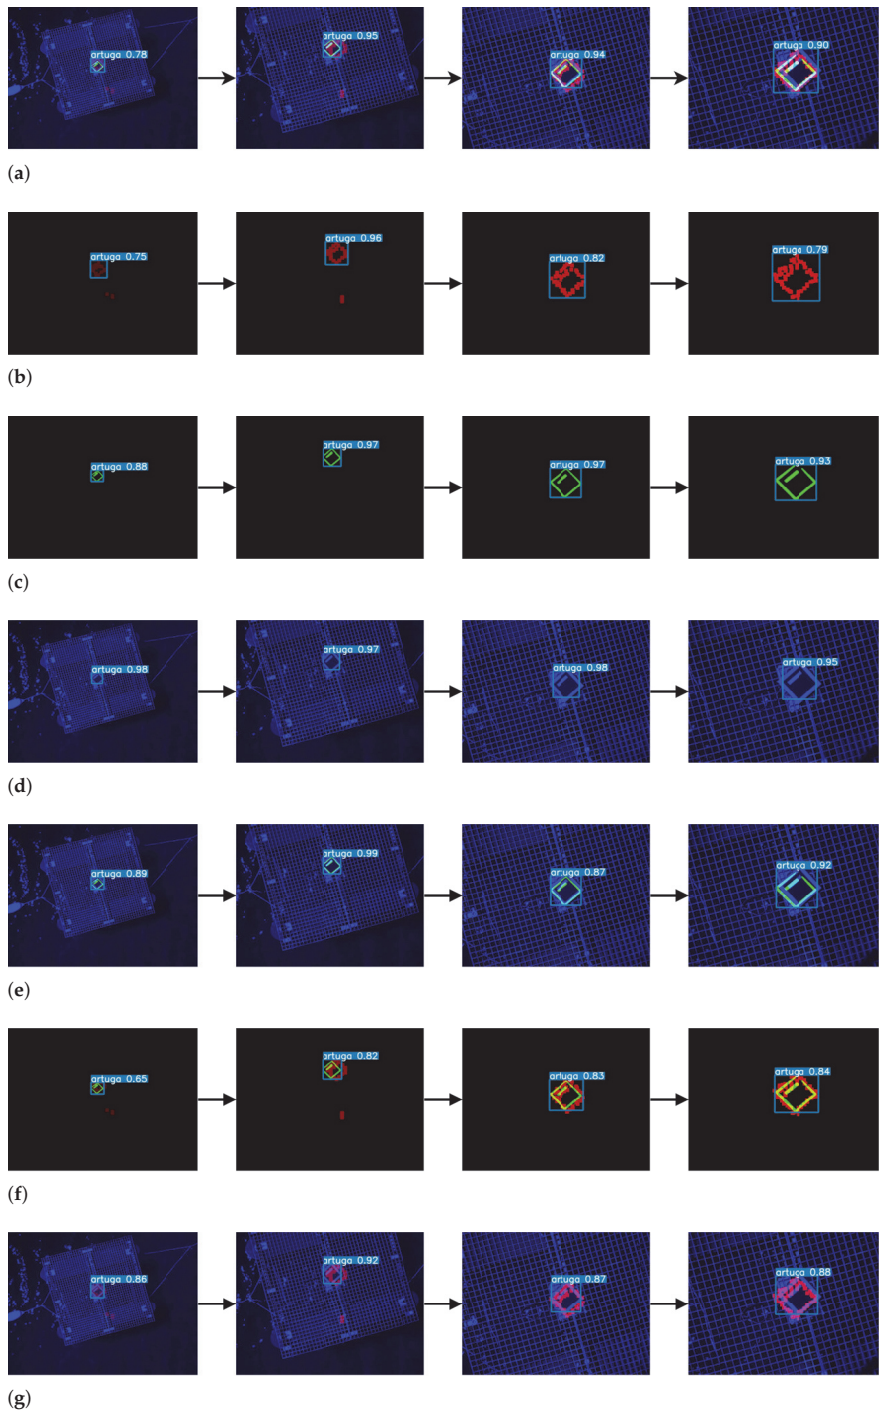 artuga 0.78 artuga 0.95 artuga 0.94 artuga 0.90
(a)
artuga 0.75 artuga 0.96 artuga 0.82 artuga 0.79
(b)
artuga 0.88 artuga 0.97 artuga 0.97 artuga 0.93
(c)
artuga 0.98 artuga 0.97 artuga 0.98 artuga 0.95
(d)
artuga 0.89 artuga 0.99 artuga 0.87 artuga 0.92
(e)
artuga 0.65 artuga 0.82 artuga 0.83 artuga 0.84
(f)
artuga 0.86 artuga 0.92 artuga 0.87 artuga 0.88
(g)